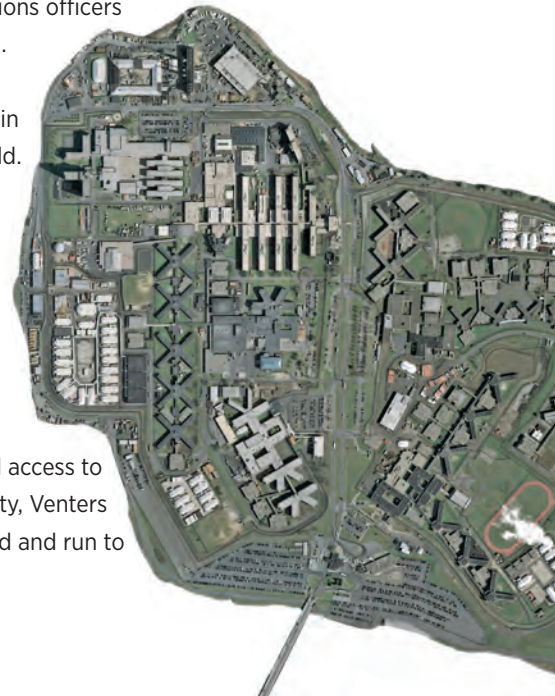 ions officers
.
in
ld.
l access to
ty, Venters
d and run to